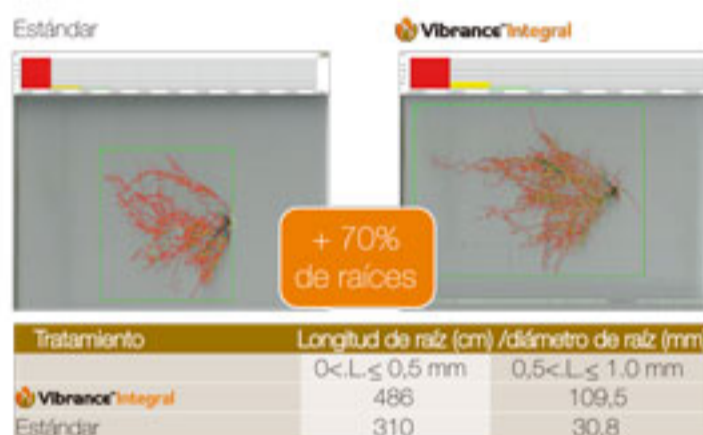 Estándar
Vibrance Integral
+ 70%
de raíces
Tratamiento Longitud de raíz (cm) /diámetro de raíz (mm)
0<.L.≤ 0,5 mm 0,5<.L.≤ 1.0 mm
Vibrance Integral 486 109,5
Estándar 310 30,8